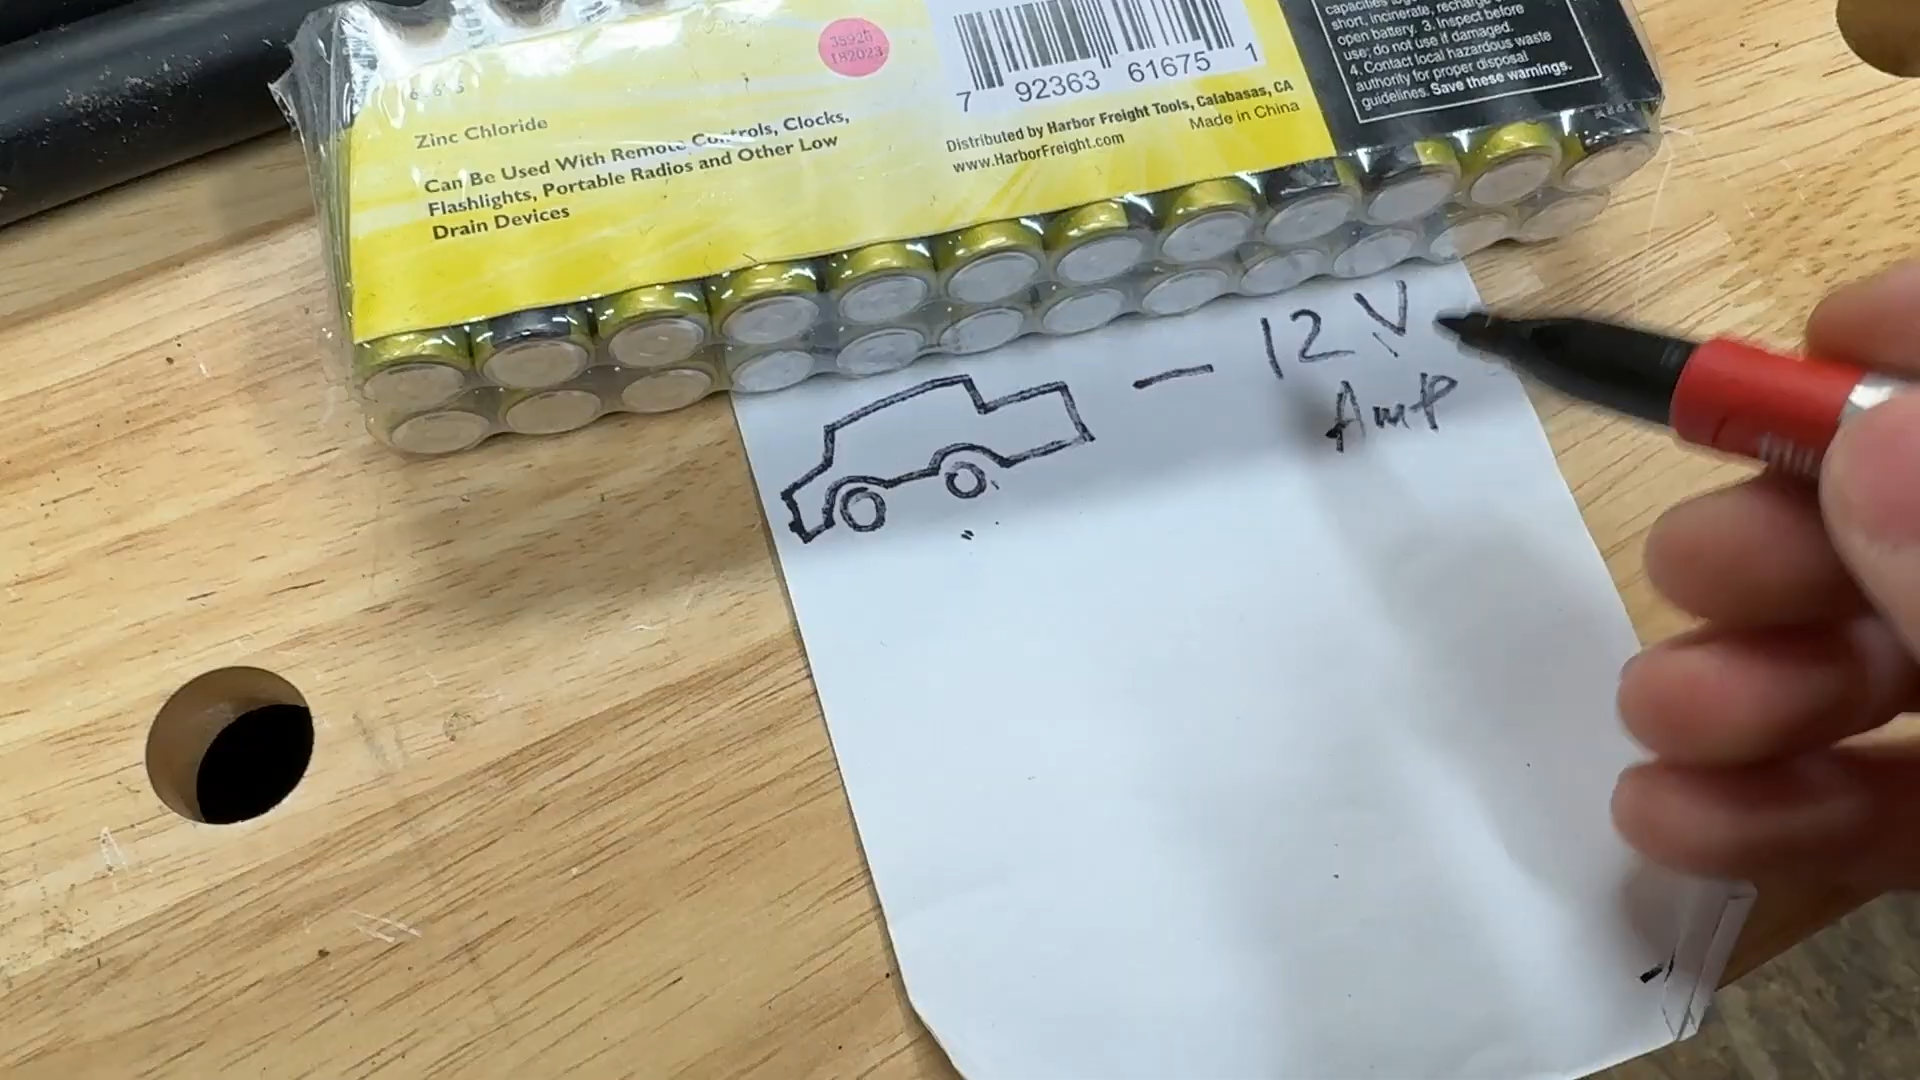 35926
182023
7 92363 61675 1
Zinc Chloride
Can Be Used With Remote Controls, Clocks,
Flashlights, Portable Radios and Other Low
Drain Devices
Distributed by Harbor Freight Tools, Calabasas, CA
www.HarborFreight.com
Made in China
short, incinerate, recharge
open battery. 3. Inspect before
use; do not use if damaged.
4. Contact local hazardous waste
authority for proper disposal
guidelines. Save these warnings.
— 12 V
Amp